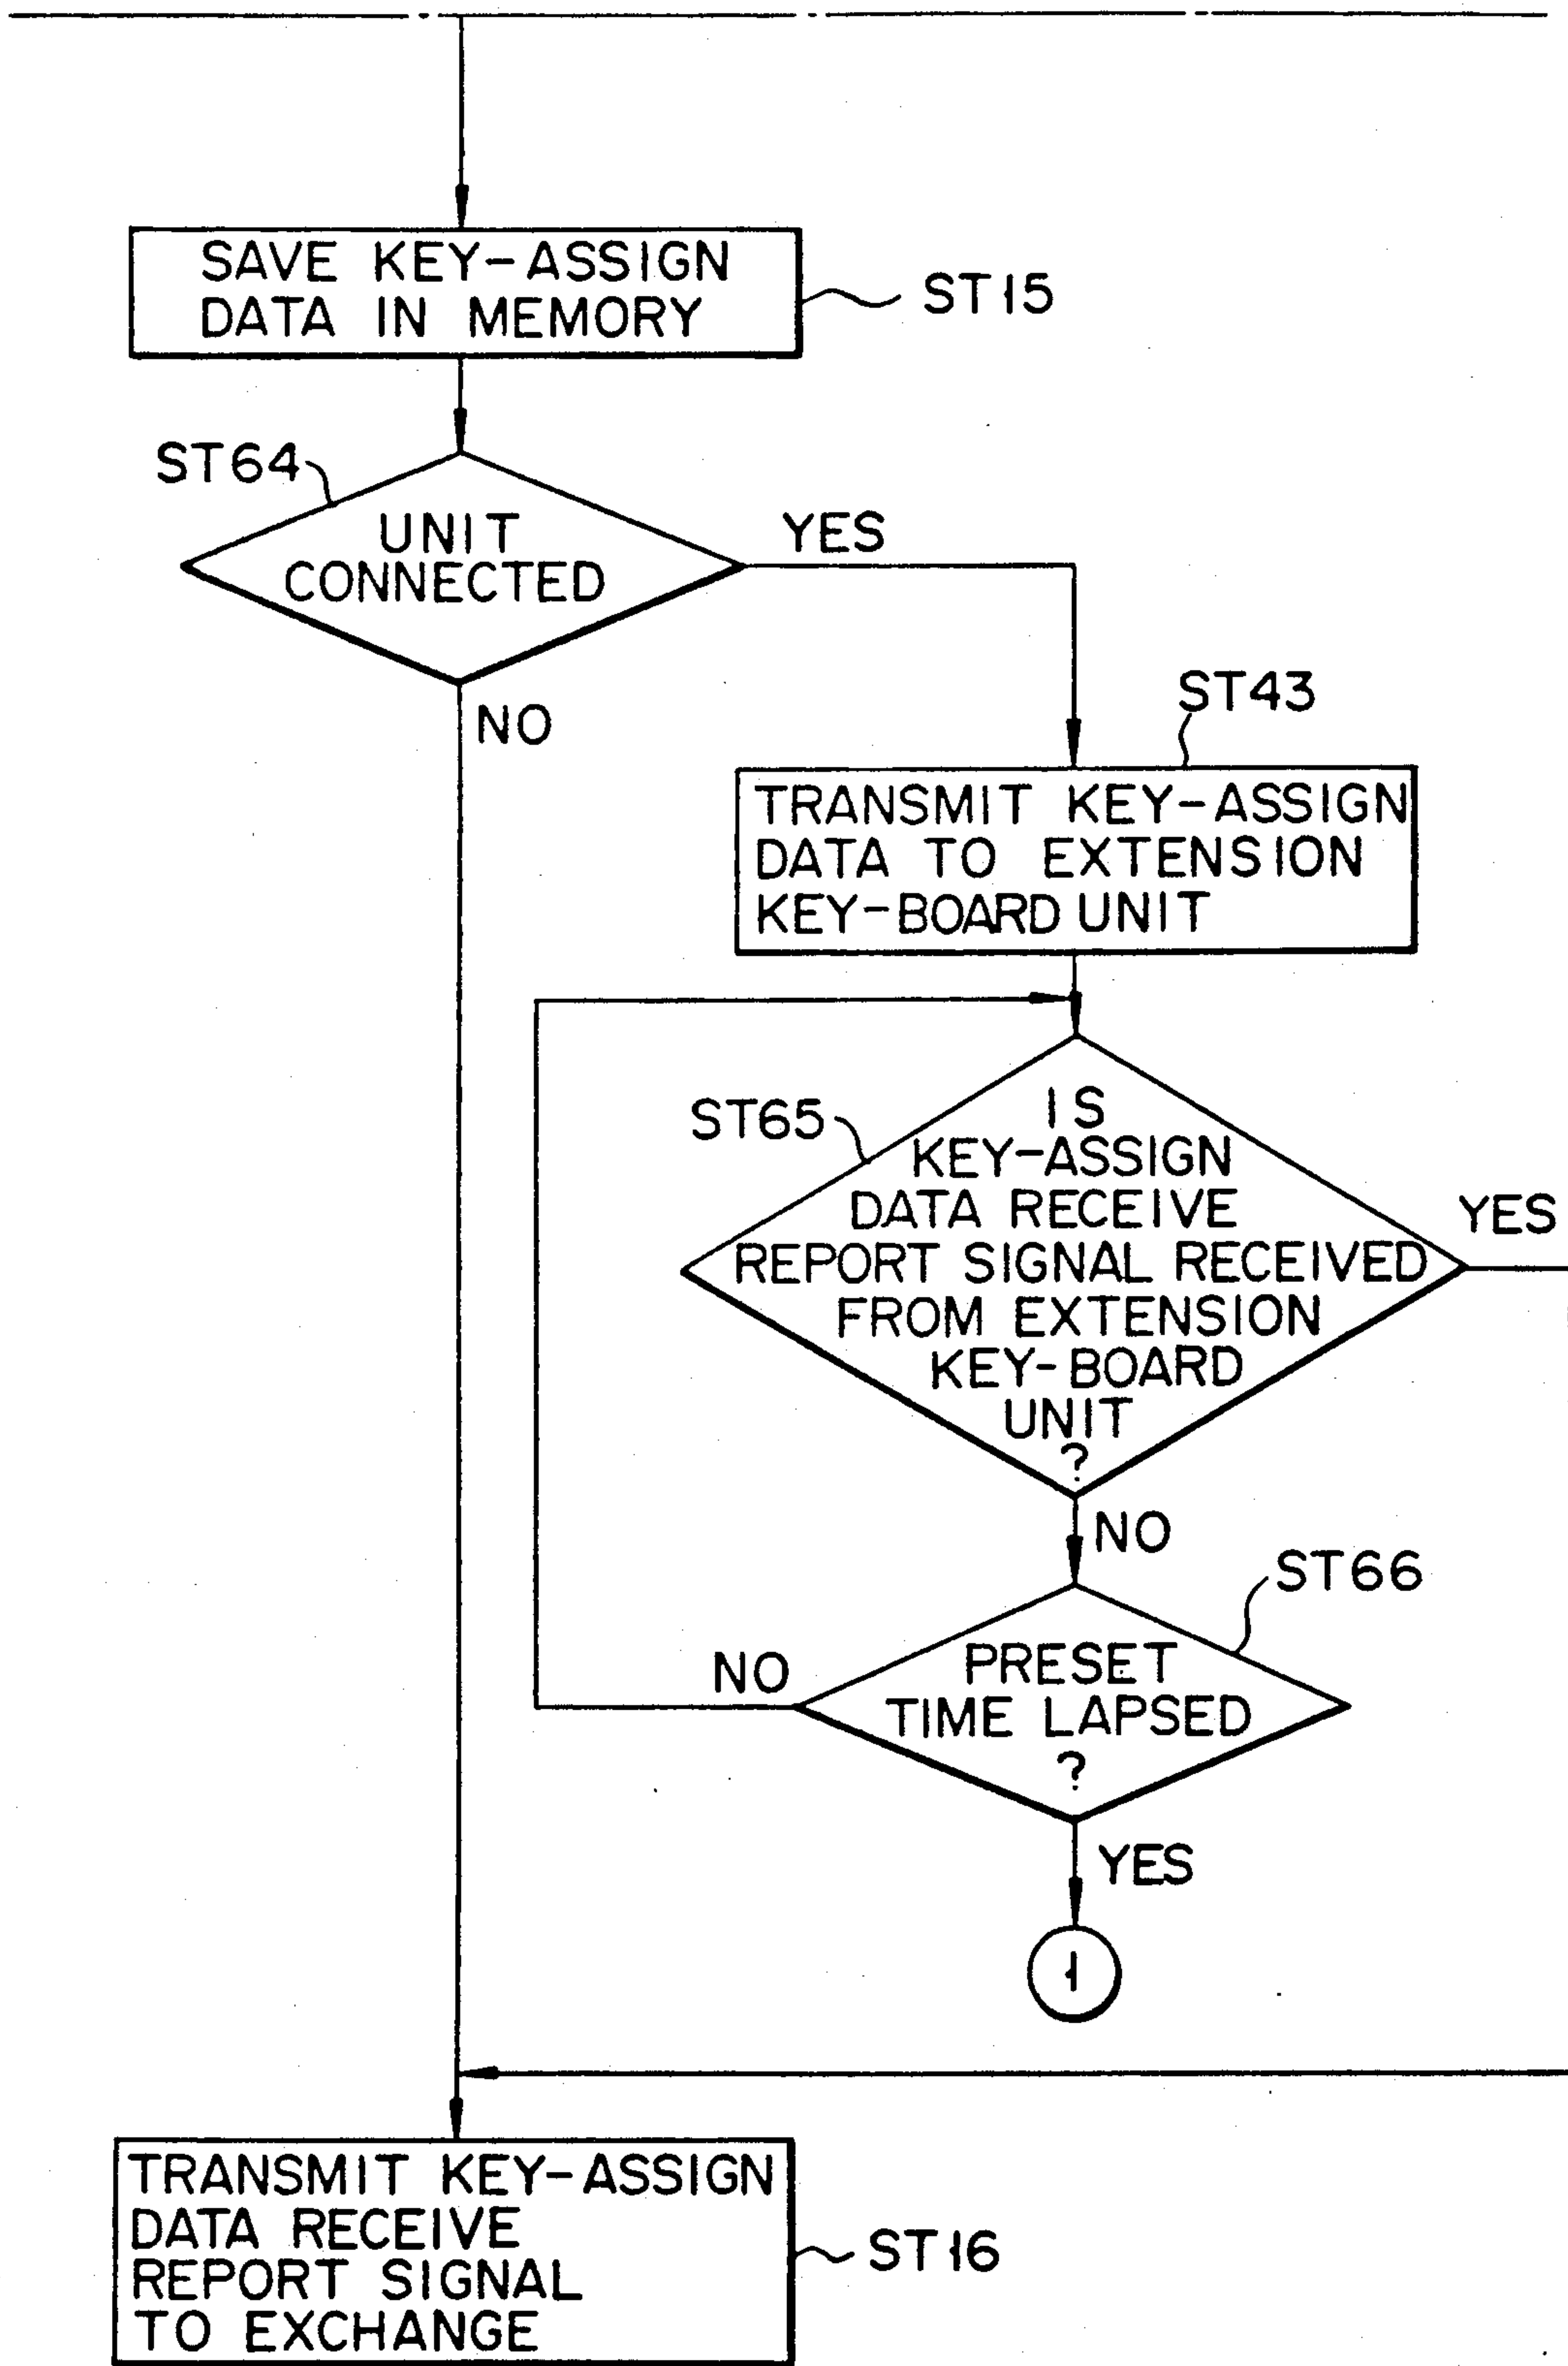 SAVE KEY-ASSIGN
DATA IN MEMORY
ST15
ST64
UNIT
CONNECTED
YES
NO
ST43
TRANSMIT KEY-ASSIGN
DATA TO EXTENSION
KEY-BOARD UNIT
ST65
IS
KEY-ASSIGN
DATA RECEIVE
REPORT SIGNAL RECEIVED
FROM EXTENSION
KEY-BOARD
UNIT
?
YES
NO
ST66
PRESET
TIME LAPSED
?
NO
YES
1
TRANSMIT KEY-ASSIGN
DATA RECEIVE
REPORT SIGNAL
TO EXCHANGE
ST16